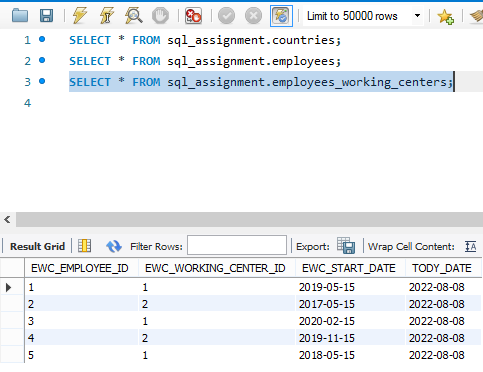 Limit to 50000 rows
1 SELECT * FROM sql_assignment.countries;
2 SELECT * FROM sql_assignment.employees;
3 SELECT * FROM sql_assignment.employees_working_centers;
4
Result Grid Filter Rows: Export: Wrap Cell Content:
EWC_EMPLOYEE_ID EWC_WORKING_CENTER_ID EWC_START_DATE TODY_DATE
1 1 2019-05-15 2022-08-08
2 2 2017-05-15 2022-08-08
3 1 2020-02-15 2022-08-08
4 2 2019-11-15 2022-08-08
5 1 2018-05-15 2022-08-08